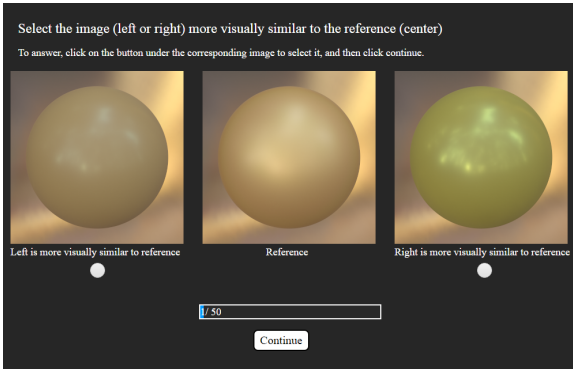 Select the image (left or right) more visually similar to the reference (center)
To answer, click on the button under the corresponding image to select it, and then click continue.
Left is more visually similar to reference
Reference
Right is more visually similar to reference
1/ 50
Continue